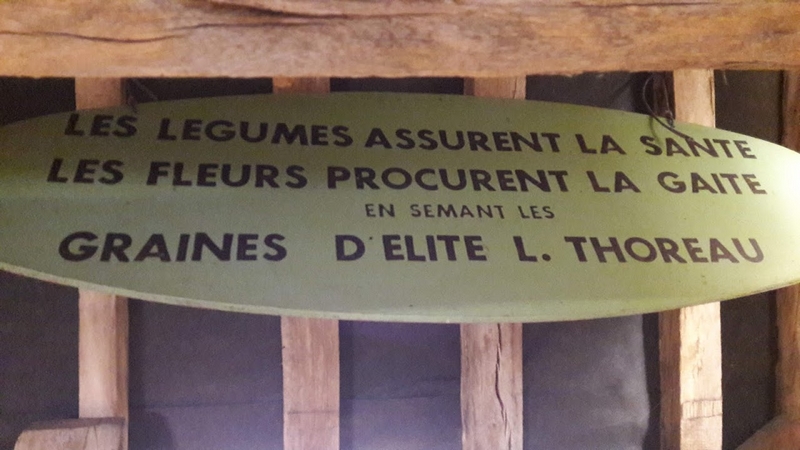 LES LEGUMES ASSURENT LA SANTE
LES FLEURS PROCURENT LA GAITE
EN SEMANT LES
GRAINES D'ELITE L. THOREAU